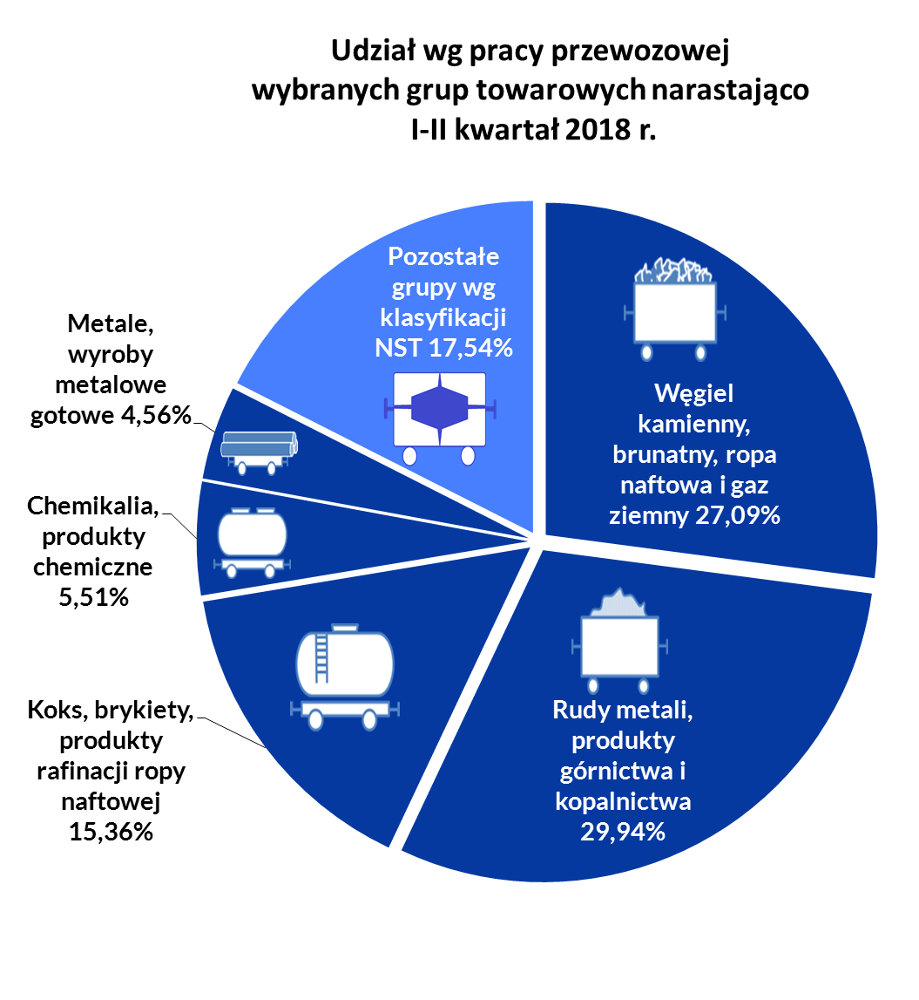 Udział wg pracy przewozowej
wybranych grup towarowych narastająco
I-II kwartał 2018 r.
Pozostałe
grupy wg
klasyfikacji
NST 17,54%
Węgiel
kamienny,
brunatny, ropa
naftowa i gaz
ziemny 27,09%
Metale,
wyroby
metalowe
gotowe 4,56%
Chemikalia,
produkty
chemiczne
5,51%
Koks, brykiety,
produkty
rafinacji ropy
naftowej
15,36%
Rudy metali,
produkty
górnictwa i
kopalnictwa
29,94%